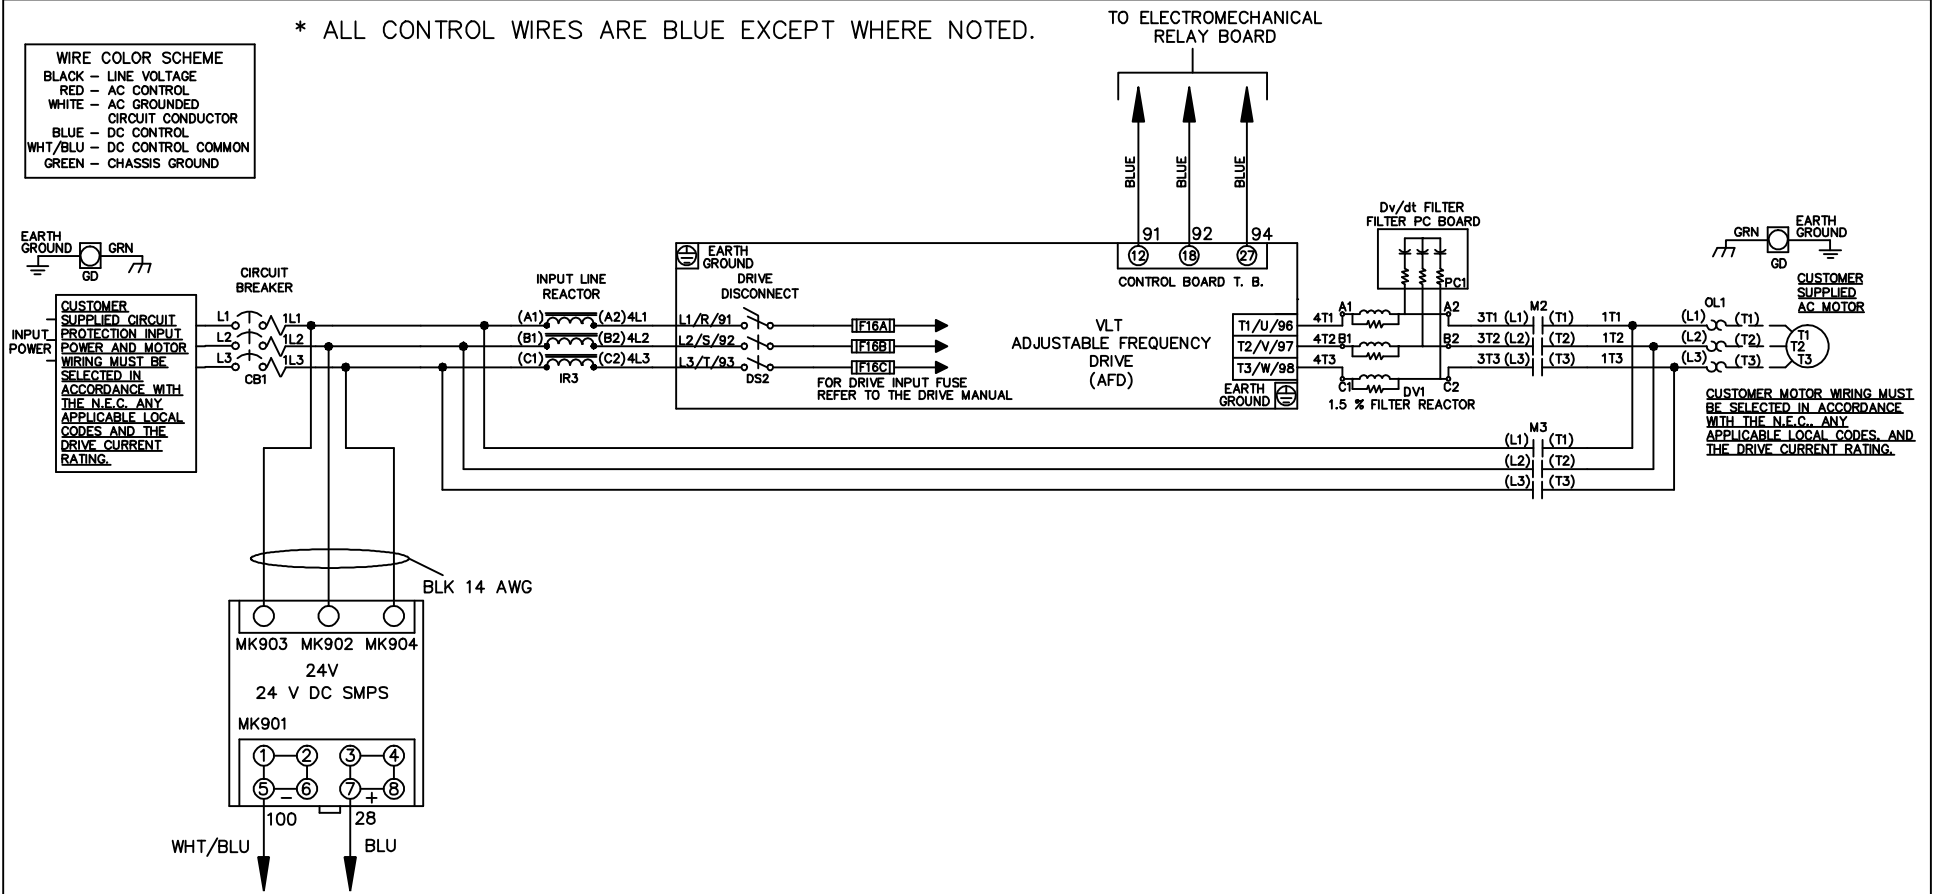 * ALL CONTROL WIRES ARE BLUE EXCEPT WHERE NOTED.
TO ELECTROMECHANICAL
RELAY BOARD
WIRE COLOR SCHEME
BLACK – LINE VOLTAGE
RED – AC CONTROL
WHITE – AC GROUNDED
CIRCUIT CONDUCTOR
BLUE – DC CONTROL
WHT/BLU – DC CONTROL COMMON
GREEN – CHASSIS GROUND
BLUE
BLUE
BLUE
91
92
94
12
18
27
CONTROL BOARD T. B.
EARTH
GROUND
GRN
GD
INPUT
POWER
CUSTOMER
SUPPLIED CIRCUIT
PROTECTION INPUT
POWER AND MOTOR
WIRING MUST BE
SELECTED IN
ACCORDANCE WITH
THE N.E.C. ANY
APPLICABLE LOCAL
CODES AND THE
DRIVE CURRENT
RATING.
CIRCUIT
BREAKER
L1
1L1
L2
1L2
L3
1L3
CB1
INPUT LINE
REACTOR
(A1)
(A2)4L1
(B1)
(B2)4L2
(C1)
(C2)4L3
IR3
EARTH
GROUND
DRIVE
DISCONNECT
L1/R/91
L2/S/92
L3/T/93
DS2
F16A
F16B
F16C
FOR DRIVE INPUT FUSE
REFER TO THE DRIVE MANUAL
VLT
ADJUSTABLE FREQUENCY
DRIVE
(AFD)
T1/U/96
T2/V/97
T3/W/98
EARTH
GROUND
Dv/dt FILTER
FILTER PC BOARD
PC1
4T1
A1
A2
4T2
B1
B2
4T3
C1
C2
DV1
1.5 % FILTER REACTOR
M2
3T1 (L1) (T1) 1T1
3T2 (L2) (T2) 1T2
3T3 (L3) (T3) 1T3
M3
(L1) (T1)
(L2) (T2)
(L3) (T3)
OL1
(L1) (T1)
(L2) (T2)
(L3) (T3)
T1
T2
T3
GRN
GD
EARTH
GROUND
CUSTOMER
SUPPLIED
AC MOTOR
CUSTOMER MOTOR WIRING MUST
BE SELECTED IN ACCORDANCE
WITH THE N.E.C., ANY
APPLICABLE LOCAL CODES, AND
THE DRIVE CURRENT RATING.
BLK 14 AWG
MK903 MK902 MK904
24V
24 V DC SMPS
MK901
1 2 3 4
5 6 7 8
– +
100
28
WHT/BLU
BLU